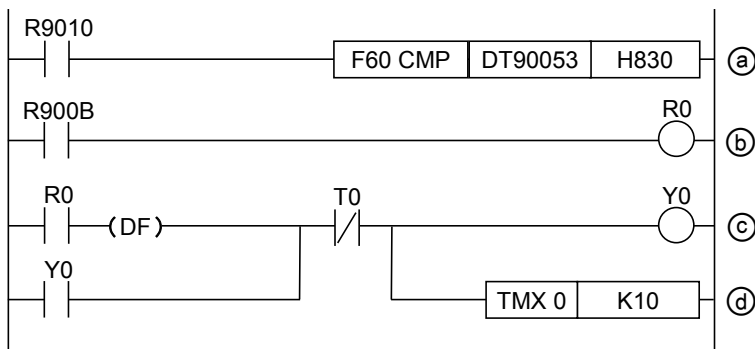 R9010
F60 CMP DT90053 H830 ⓐ
R900B R0
ⓑ
R0 T0 Y0
(DF) ⓒ
Y0
TMX 0 K10 ⓓ